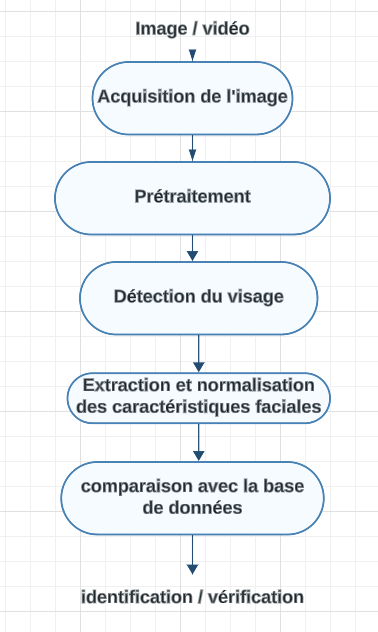 Image / vidéo
Acquisition de l'image
Prétraitement
Détection du visage
Extraction et normalisation
des caractéristiques faciales
comparaison avec la base
de données
identification / vérification